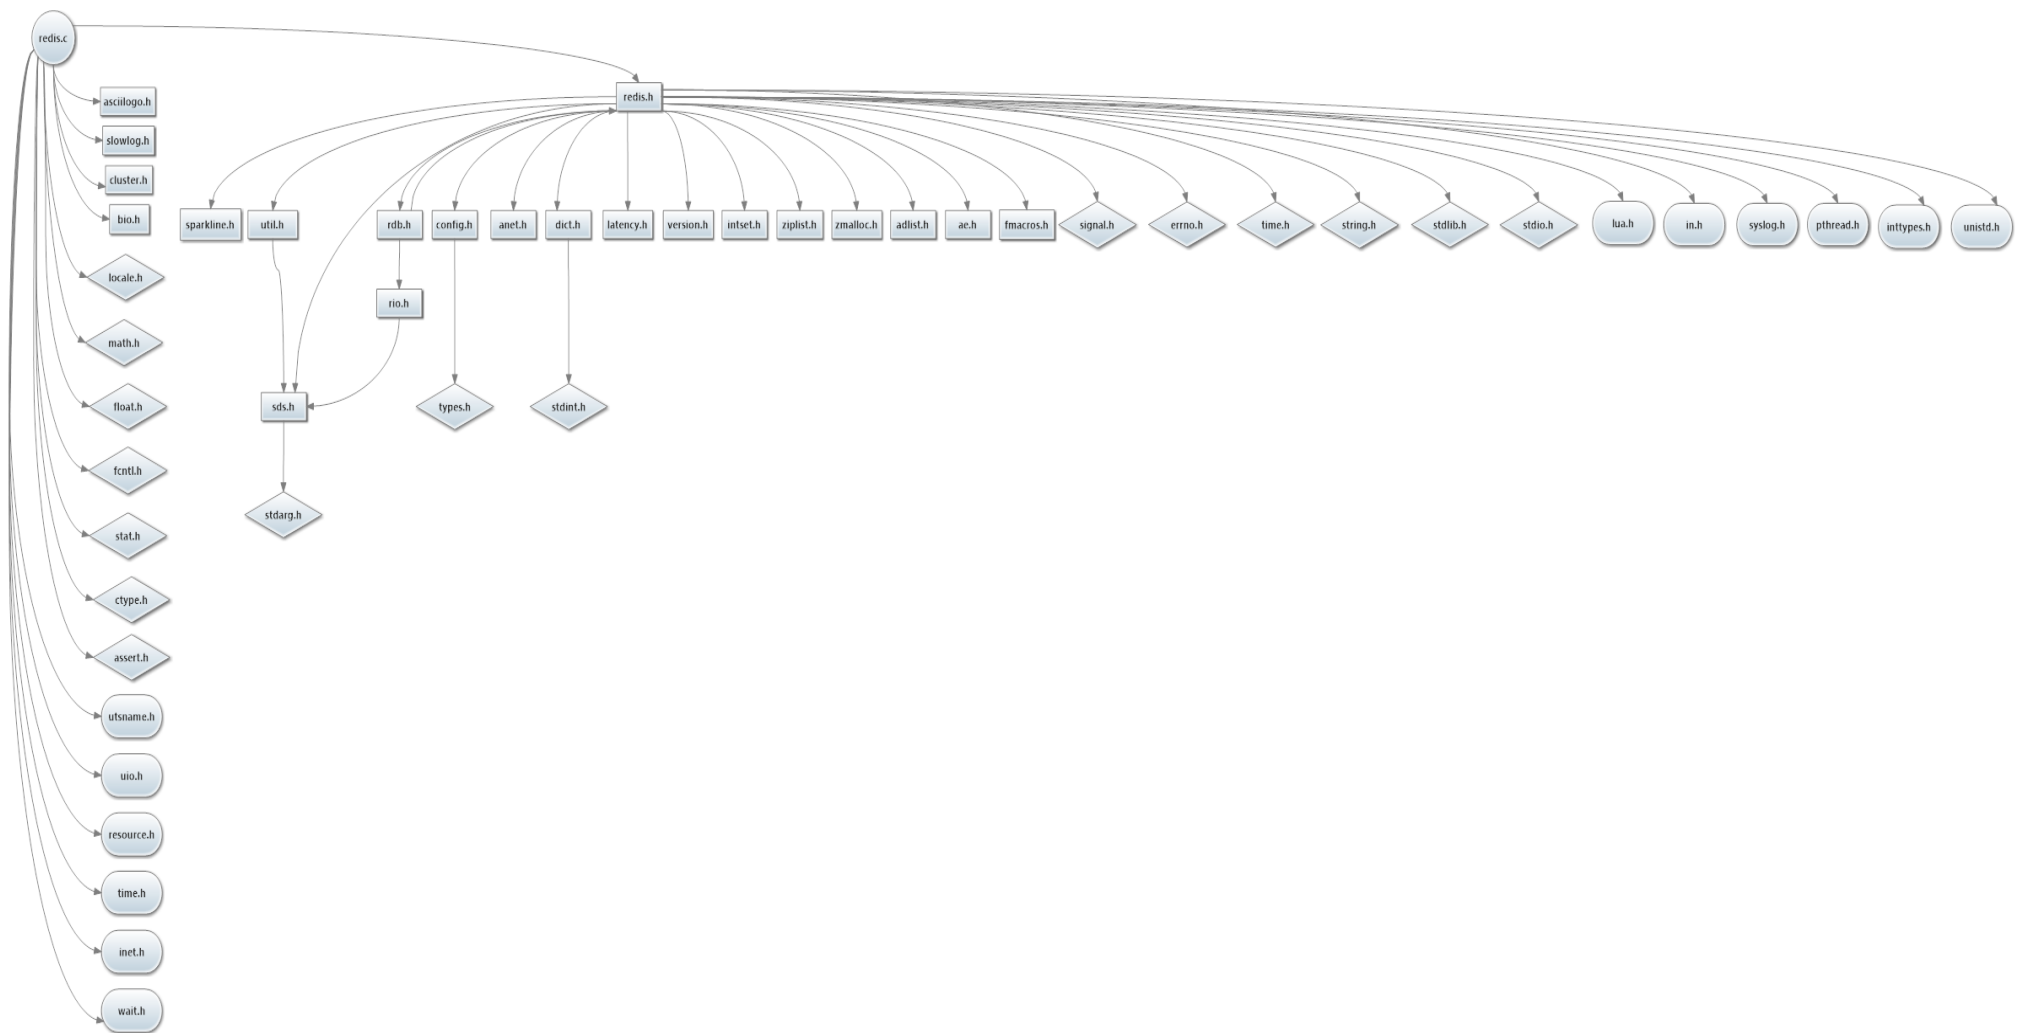 redis.c
redis.h
asciilogo.h
slowlog.h
cluster.h
bio.h
sparkline.h
util.h
rdb.h
config.h
anet.h
dict.h
latency.h
version.h
intset.h
ziplist.h
zmalloc.h
adlist.h
ae.h
fmacros.h
signal.h
errno.h
time.h
string.h
stdlib.h
stdio.h
lua.h
in.h
syslog.h
pthread.h
inttypes.h
unistd.h
locale.h
rio.h
math.h
float.h
sds.h
types.h
stdint.h
fcntl.h
stdarg.h
stat.h
ctype.h
assert.h
utsname.h
uio.h
resource.h
time.h
inet.h
wait.h